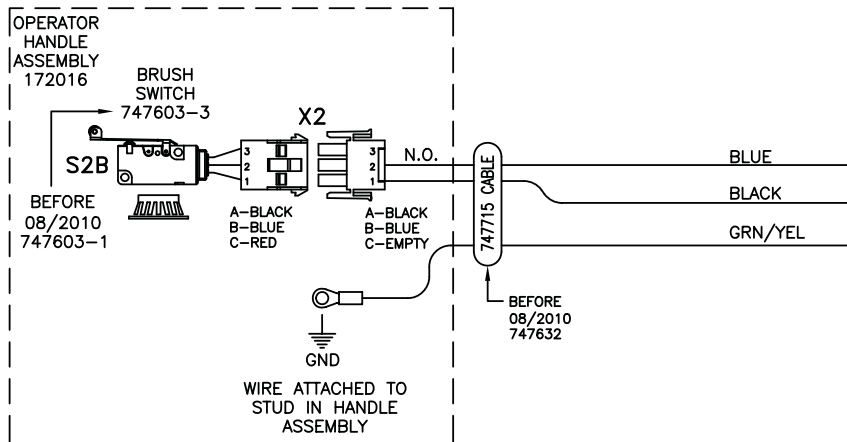 OPERATOR
HANDLE
ASSEMBLY
172016
BRUSH
SWITCH
747603-3
S2B
BEFORE
08/2010
747603-1
X2
3
2
1
A-BLACK
B-BLUE
C-RED
3
2
1
A-BLACK
B-BLUE
C-EMPTY
N.O.
747715 CABLE
BEFORE
08/2010
747632
BLUE
BLACK
GRN/YEL
GND
WIRE ATTACHED TO
STUD IN HANDLE
ASSEMBLY